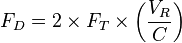 F_D = 2 × F_T × (V_R / C)